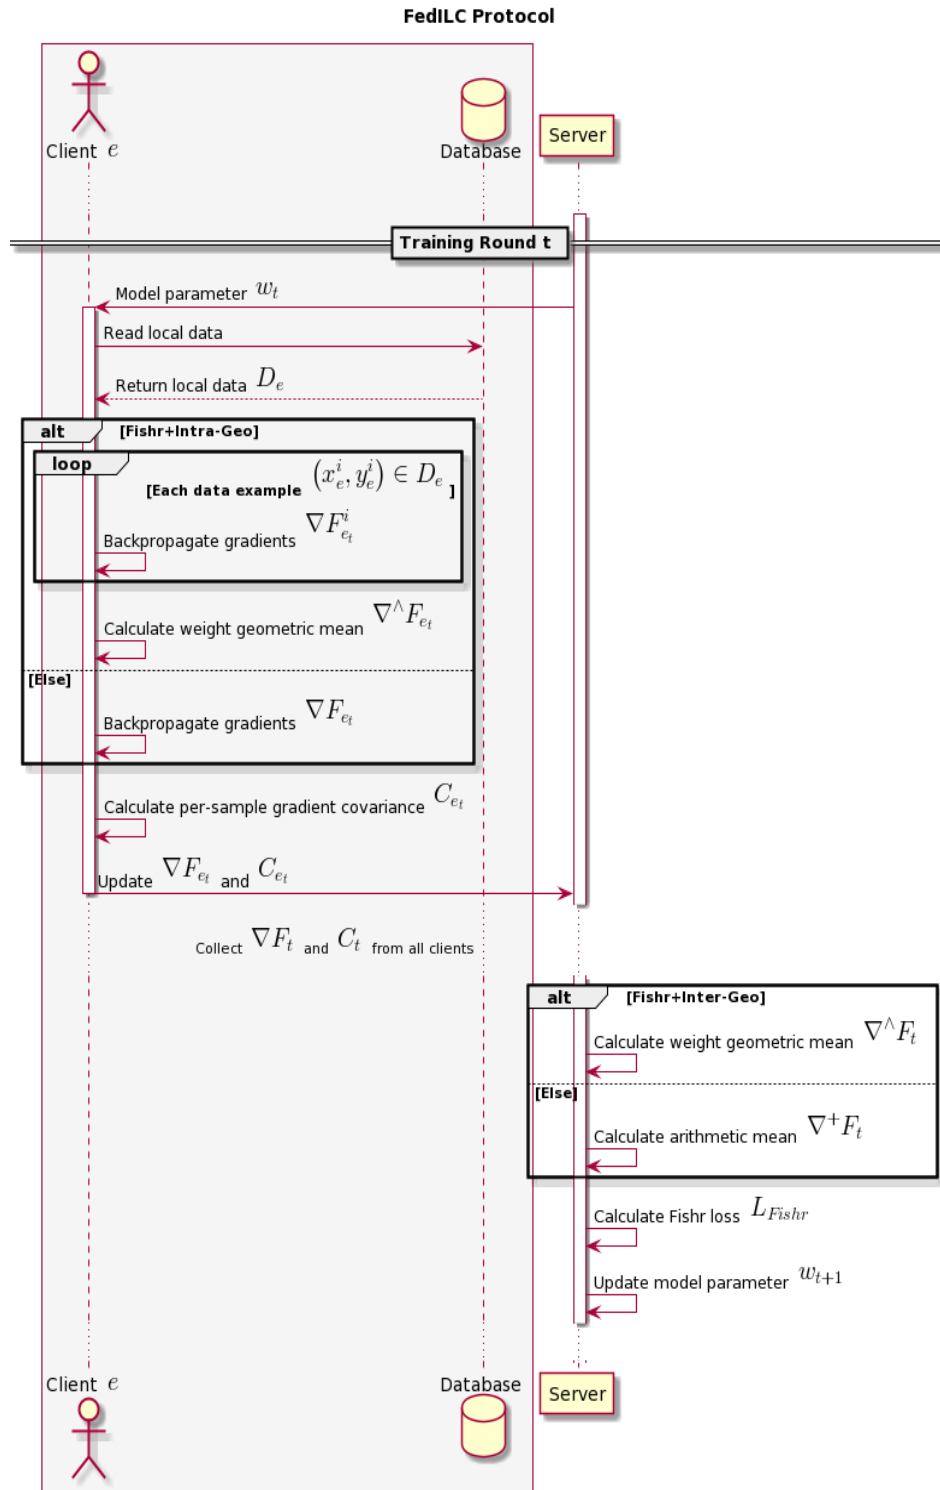 FedILC Protocol
Client e
Database
Server
Training Round t
Model parameter w_t
Read local data
Return local data D_e
alt [Fishr+Intra-Geo]
loop [Each data example (x_e^i, y_e^i) ∈ D_e ]
Backpropagate gradients ∇F_{e_t}^i
Calculate weight geometric mean ∇^∧ F_{e_t}
[Else]
Backpropagate gradients ∇F_{e_t}
Calculate per-sample gradient covariance C_{e_t}
Update ∇F_{e_t} and C_{e_t}
Collect ∇F_t and C_t from all clients
alt [Fishr+Inter-Geo]
Calculate weight geometric mean ∇^∧ F_t
[Else]
Calculate arithmetic mean ∇^+ F_t
Calculate Fishr loss L_{Fishr}
Update model parameter w_{t+1}
Client e
Database
Server